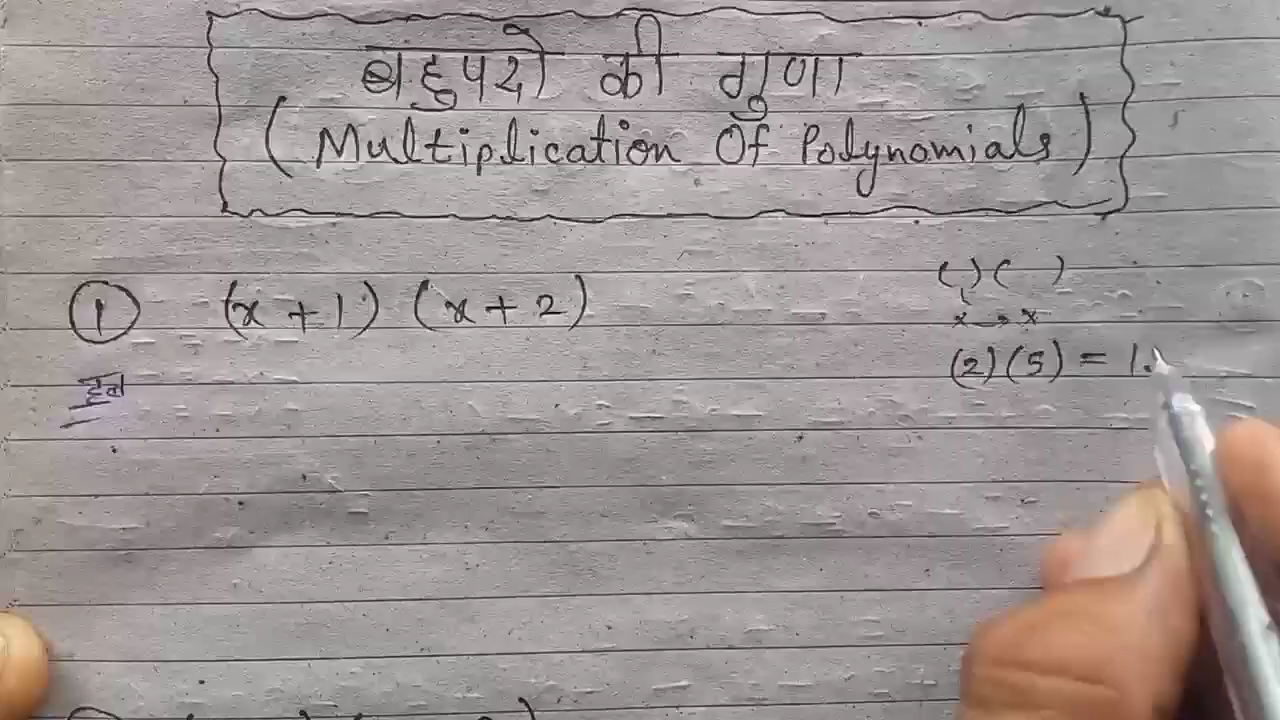 बहुपदो की गुणा
(Multiplication Of Polynomials)
① (x + 1) (x + 2)
हल
( ) ( )
x → x
(2) (5) = 1